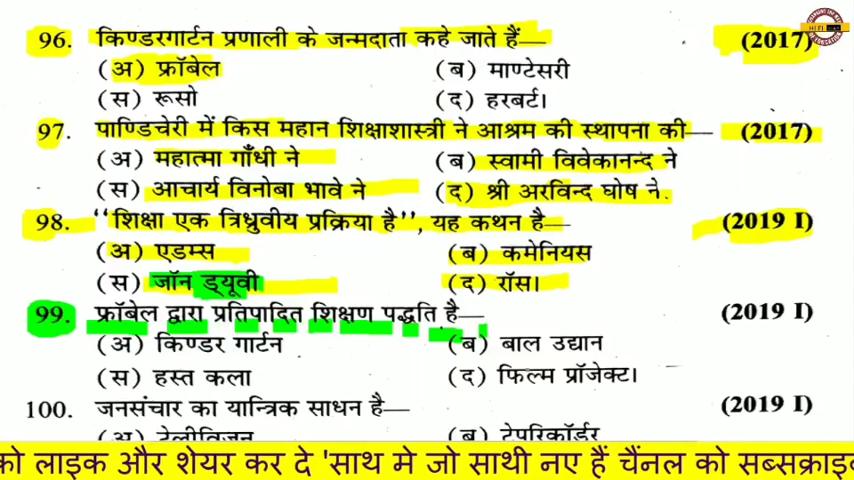 96. किण्डरगार्टन प्रणाली के जन्मदाता कहे जाते हैं— (2017)
(अ) फ्रॉबेल (ब) माण्टेसरी
(स) रूसो (द) हरबर्ट।
97. पाण्डिचेरी में किस महान शिक्षाशास्त्री ने आश्रम की स्थापना की— (2017)
(अ) महात्मा गाँधी ने (ब) स्वामी विवेकानन्द ने
(स) आचार्य विनोबा भावे ने (द) श्री अरविन्द घोष ने.
98. ‘‘शिक्षा एक त्रिध्रुवीय प्रक्रिया है’’, यह कथन है— (2019 I)
(अ) एडम्स (ब) कमेनियस
(स) जॉन ड्यूवी (द) रॉस।
99. फ्रॉबेल द्वारा प्रतिपादित शिक्षण पद्धति है— (2019 I)
(अ) किण्डर गार्टन (ब) बाल उद्यान
(स) हस्त कला (द) फिल्म प्रॉजेक्ट।
100. जनसंचार का यान्त्रिक साधन है— (2019 I)
(अ) टेलीविजन (ब) टेपरिकॉर्डर
को लाइक और शेयर कर दे 'साथ मे जो साथी नए हैं चैंनल को सब्सक्राइब